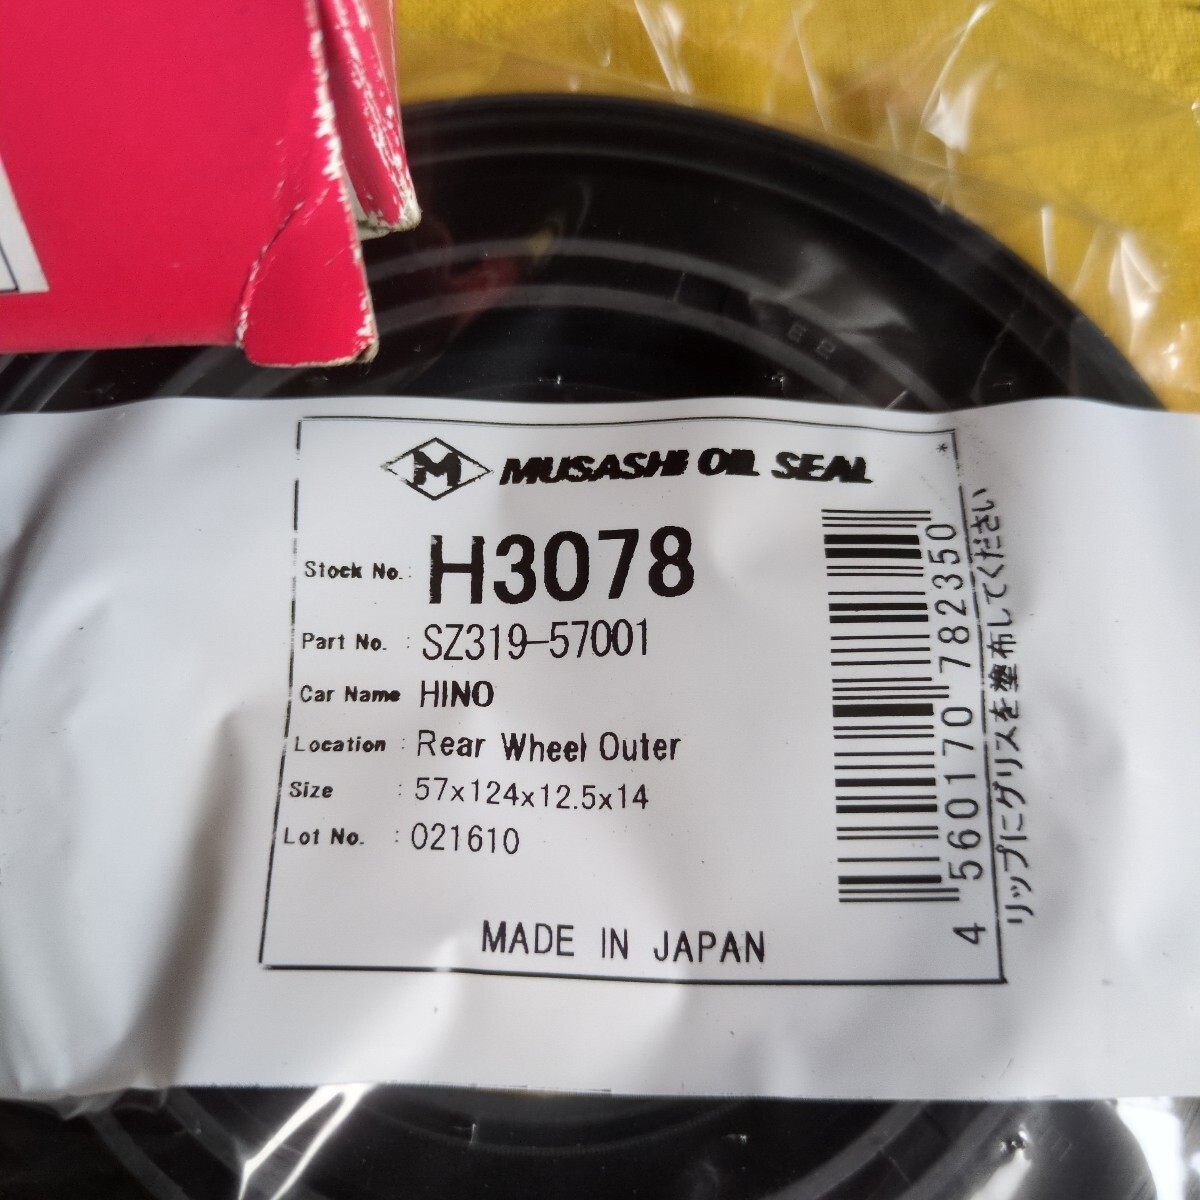 M MUSASHI OIL SEAL
*
Stock No. : H3078
Part No. : SZ319-57001
Car Name HINO
Location : Rear Wheel Outer
Size : 57x124x12.5x14
Lot No. : 021610
MADE IN JAPAN
4 560170 782350
リップにグリスを塗布してください